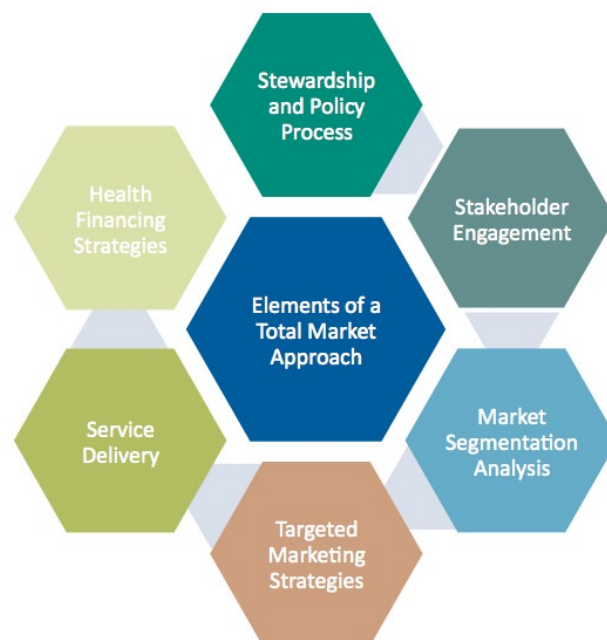 Stewardship
and Policy
Process
Stakeholder
Engagement
Market
Segmentation
Analysis
Targeted
Marketing
Strategies
Service
Delivery
Health
Financing
Strategies
Elements of a
Total Market
Approach